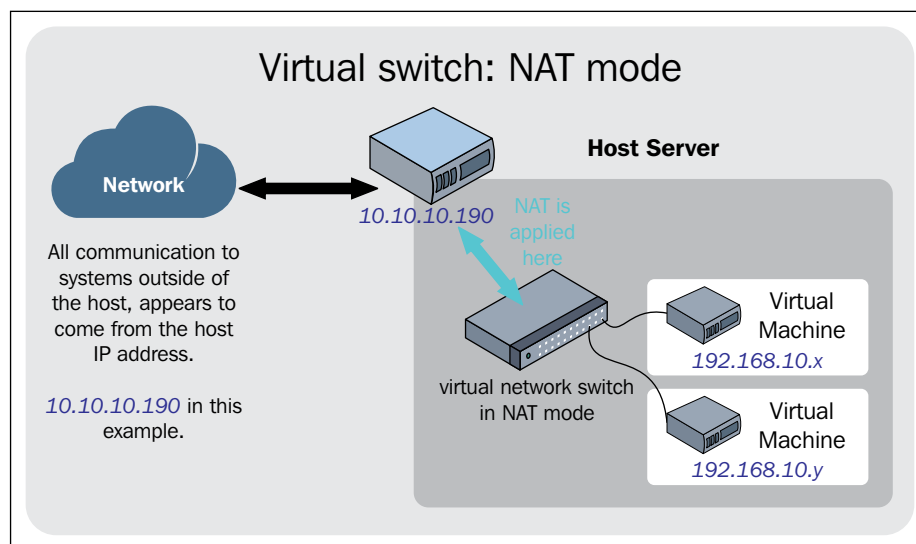 Virtual switch: NAT mode
Network
Host Server
10.10.10.190
NAT is
applied
here
All communication to
systems outside of
the host, appears to
come from the host
IP address.
10.10.10.190 in this
example.
virtual network switch
in NAT mode
Virtual
Machine
192.168.10.x
Virtual
Machine
192.168.10.y